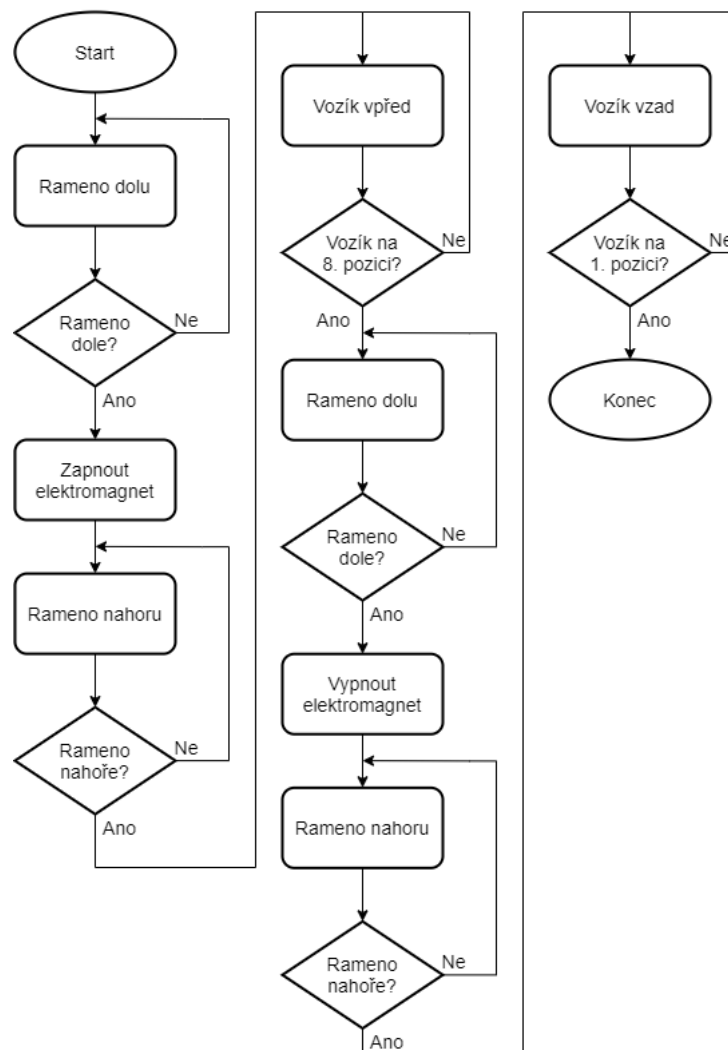 Start
Rameno dolu
Rameno
dole?
Ne
Ano
Zapnout
elektromagnet
Rameno nahoru
Rameno
nahoře?
Ne
Ano
Vozík vpřed
Vozík na
8. pozici?
Ne
Ano
Rameno dolu
Rameno
dole?
Ne
Ano
Vypnout
elektromagnet
Rameno nahoru
Rameno
nahoře?
Ne
Ano
Vozík vzad
Vozík na
1. pozici?
Ne
Ano
Konec